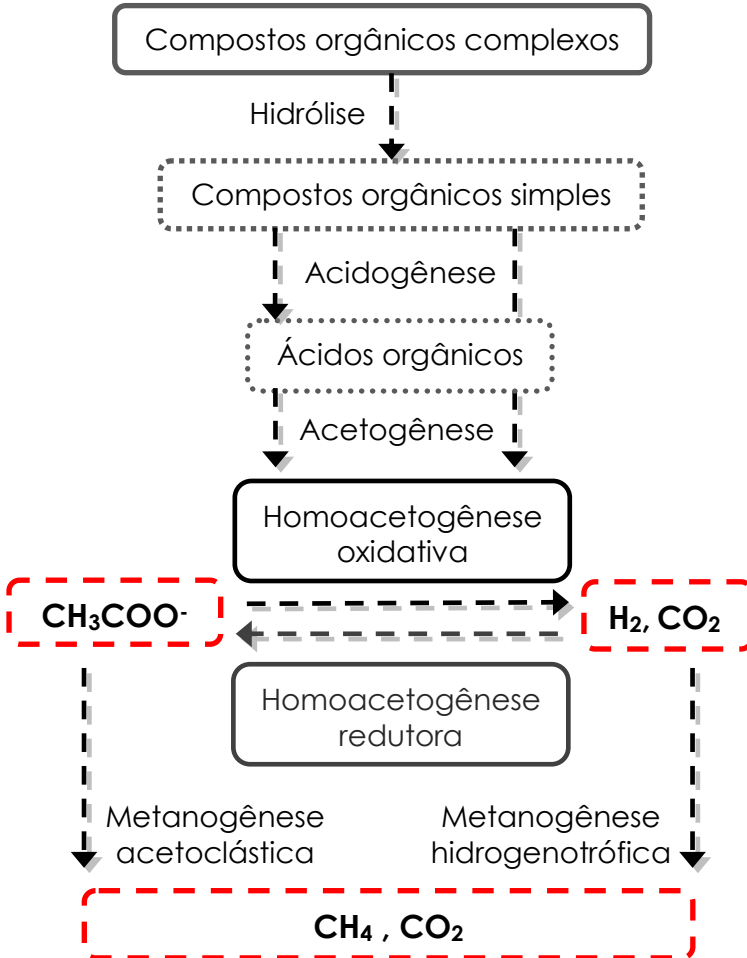 Compostos orgânicos complexos
Hidrólise
Compostos orgânicos simples
Acidogênese
Ácidos orgânicos
Acetogênese
Homoacetogênese
oxidativa
CH₃COO⁻
H₂, CO₂
Homoacetogênese
redutora
Metanogênese
acetoclástica
Metanogênese
hidrogenotrófica
CH₄ , CO₂